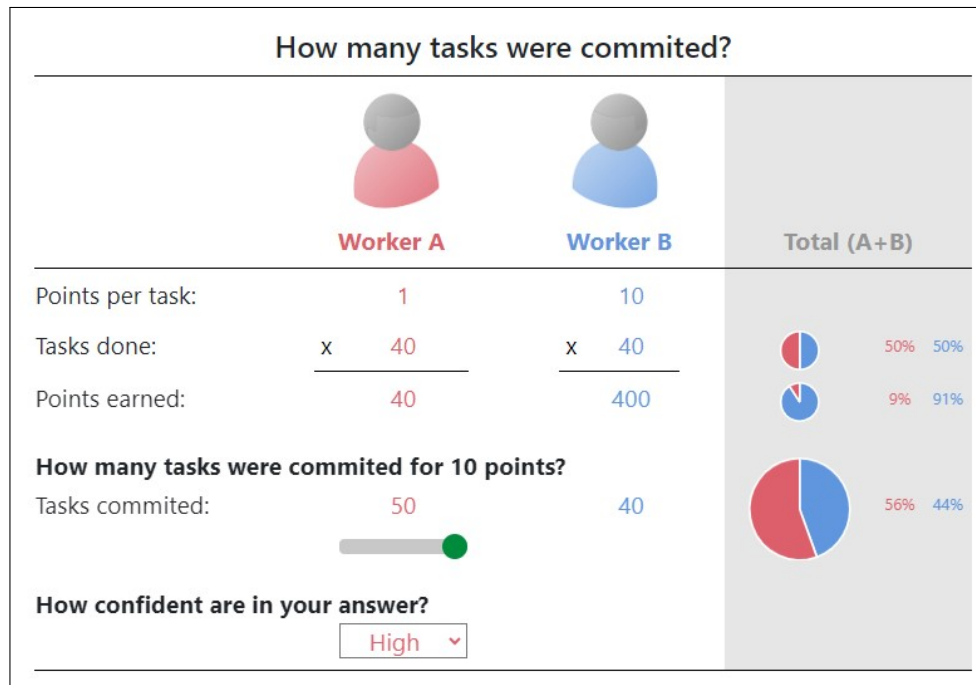 How many tasks were commited?
Worker A Worker B Total (A+B)
Points per task: 1 10
Tasks done: x 40 x 40 50% 50%
Points earned: 40 400 9% 91%
How many tasks were commited for 10 points?
Tasks commited: 50 40 56% 44%
How confident are in your answer?
High